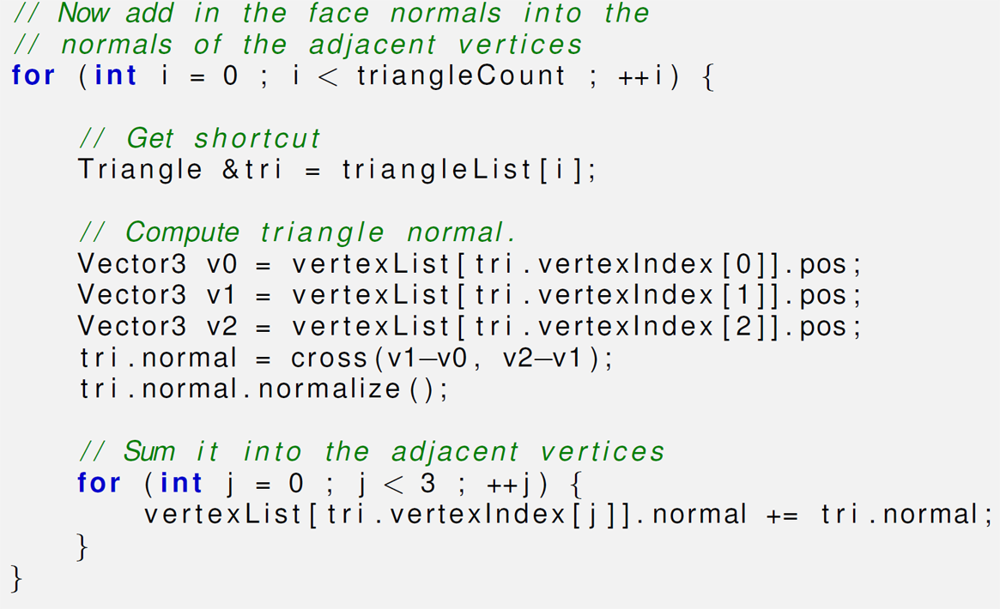 // Now add in the face normals into the
// normals of the adjacent vertices
for (int i = 0 ; i < triangleCount ; ++i) {
// Get shortcut
Triangle &tri = triangleList[i];
// Compute triangle normal.
Vector3 v0 = vertexList[tri.vertexIndex[0]].pos;
Vector3 v1 = vertexList[tri.vertexIndex[1]].pos;
Vector3 v2 = vertexList[tri.vertexIndex[2]].pos;
tri.normal = cross(v1–v0, v2–v1);
tri.normal.normalize();
// Sum it into the adjacent vertices
for (int j = 0 ; j < 3 ; ++j) {
vertexList[tri.vertexIndex[j]].normal += tri.normal;
}
}